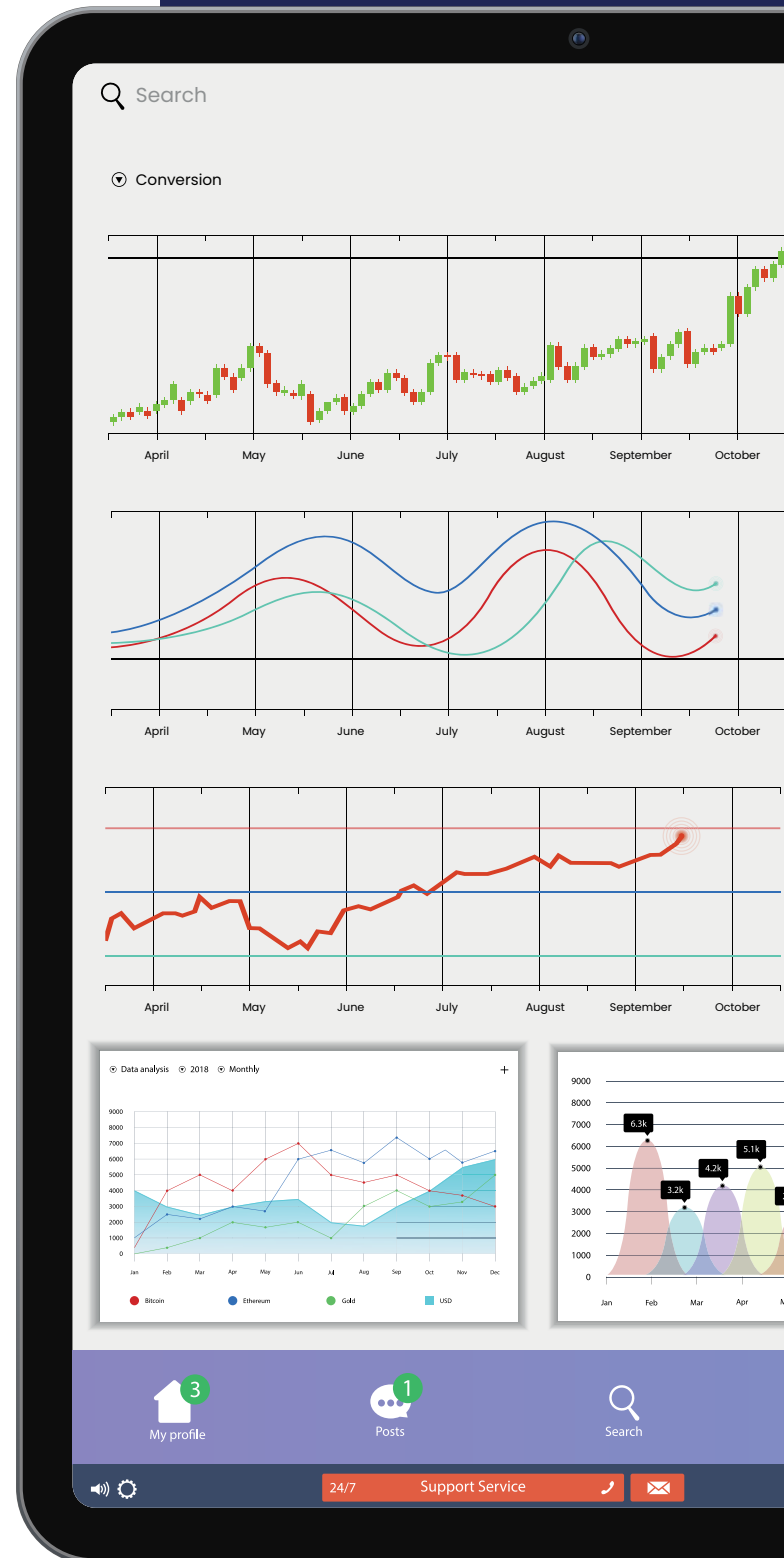 Search
Conversion
April May June July August September October
April May June July August September October
April May June July August September October
Data analysis 2018 Monthly +
9000
8000
7000
6000
5000
4000
3000
2000
1000
0
Jan Feb Mar Apr May Jun Jul Aug Sep Oct Nov Dec
Bitcoin Ethereum Gold USD
9000
8000
7000
6000
5000
4000
3000
2000
1000
0
6.3k
3.2k
4.2k
5.1k
Jan Feb Mar Apr
3
My profile
1
Posts
Search
24/7 Support Service